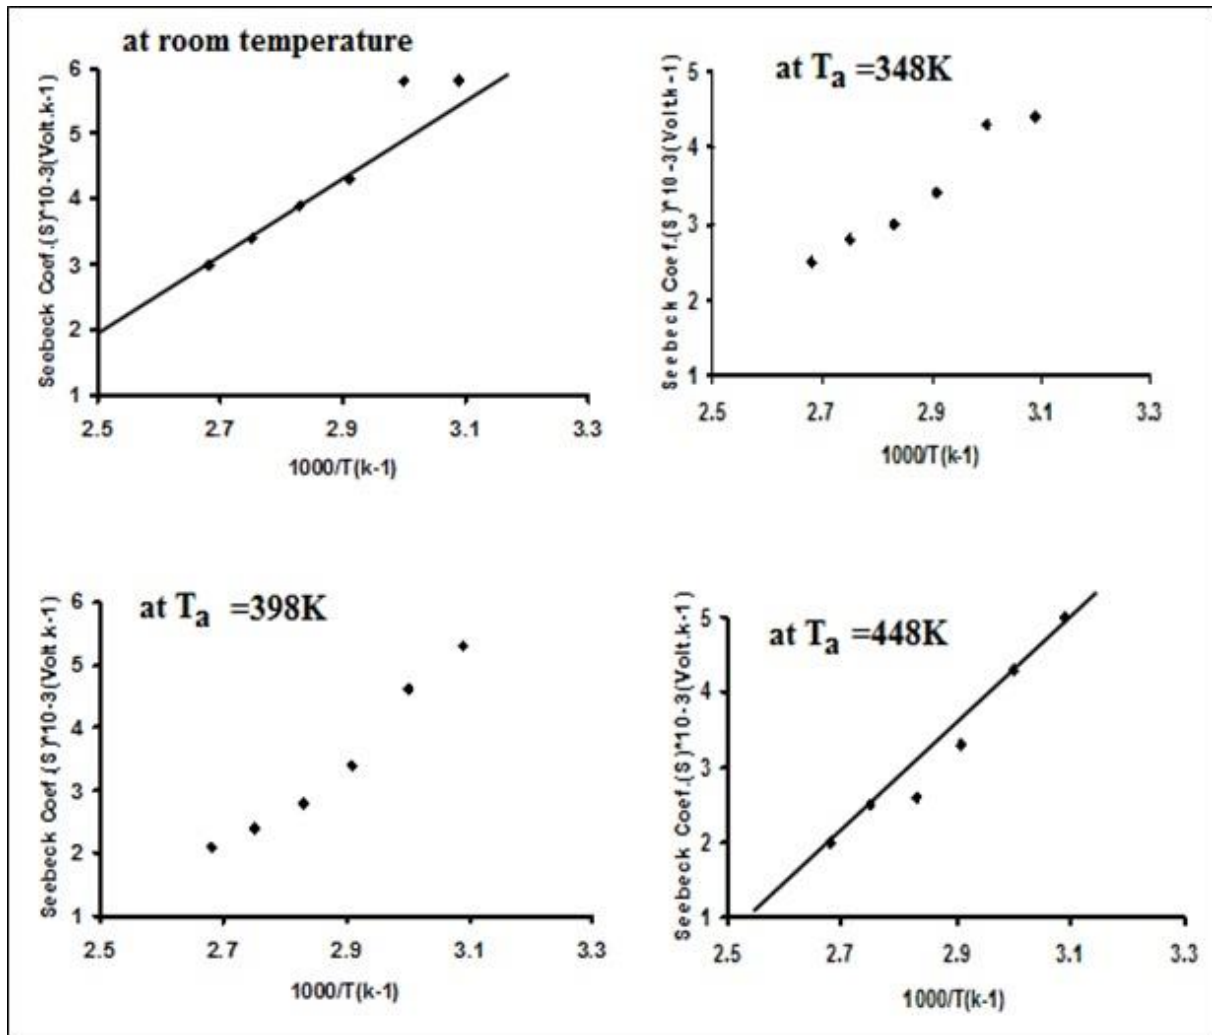 at room temperature
Seebeck Coef.(S)*10-3(Volt.k-1)
6
5
4
3
2
1
2.5 2.7 2.9 3.1 3.3
1000/T(k-1)
at Ta =348K
Seebeck Coef.(S)*10-3(Volt.k-1)
5
4
3
2
1
2.5 2.7 2.9 3.1 3.3
1000/T(k-1)
at Ta =398K
Seebeck Coef.(S)*10-3(Volt.k-1)
6
5
4
3
2
1
2.5 2.7 2.9 3.1 3.3
1000/T(k-1)
at Ta =448K
Seebeck Coef.(S)*10-3(Volt.k-1)
5
4
3
2
1
2.5 2.7 2.9 3.1 3.3
1000/T(k-1)